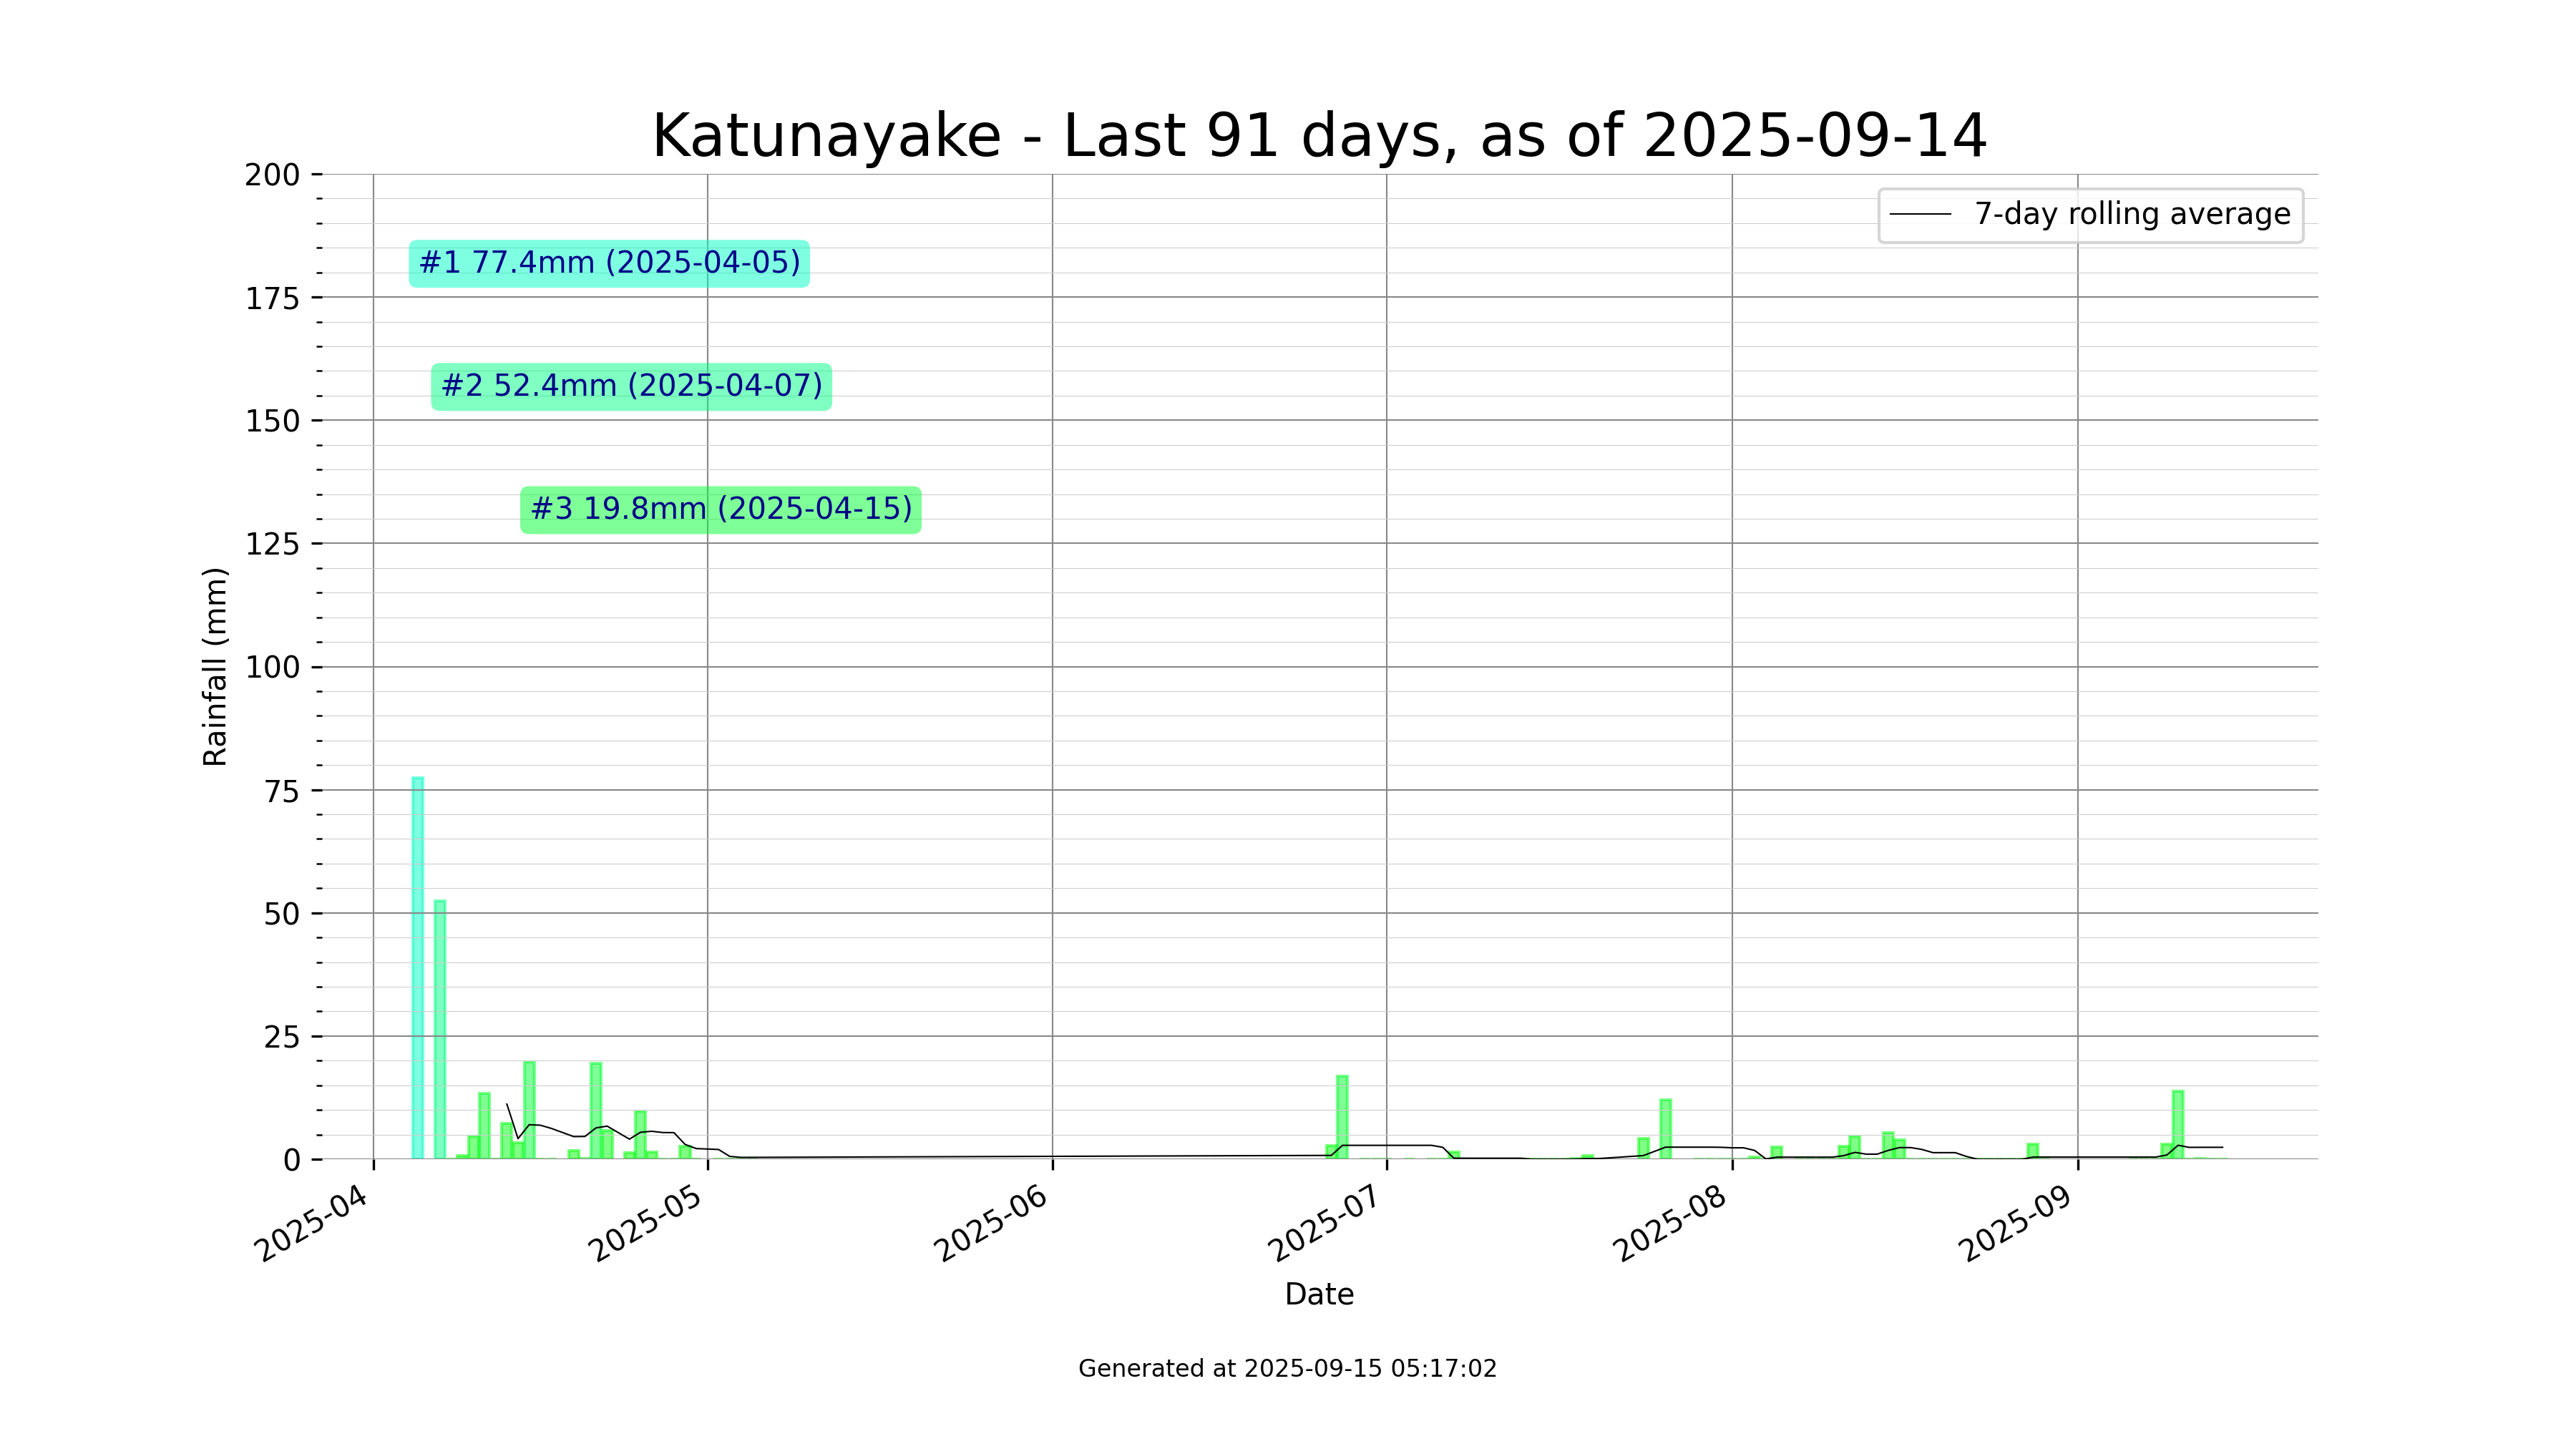 Katunayake - Last 91 days, as of 2025-09-14
7-day rolling average
#1 77.4mm (2025-04-05)
#2 52.4mm (2025-04-07)
#3 19.8mm (2025-04-15)
Rainfall (mm)
200
175
150
125
100
75
50
25
0
2025-04
2025-05
2025-06
2025-07
2025-08
2025-09
Date
Generated at 2025-09-15 05:17:02